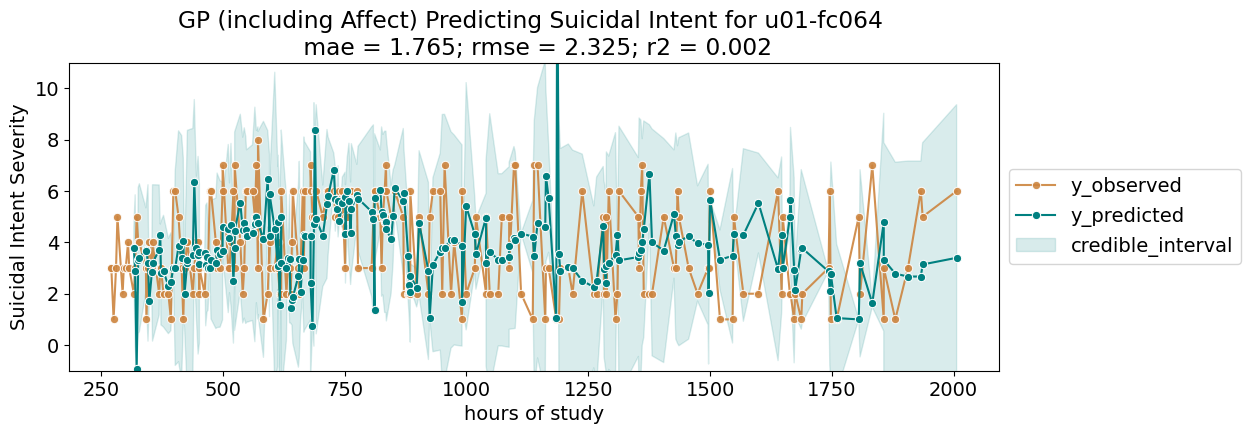 GP (including Affect) Predicting Suicidal Intent for u01-fc064
mae = 1.765; rmse = 2.325; r2 = 0.002
Suicidal Intent Severity
10
8
6
4
2
0
250
500
750
1000
1250
1500
1750
2000
hours of study
y_observed
y_predicted
credible_interval